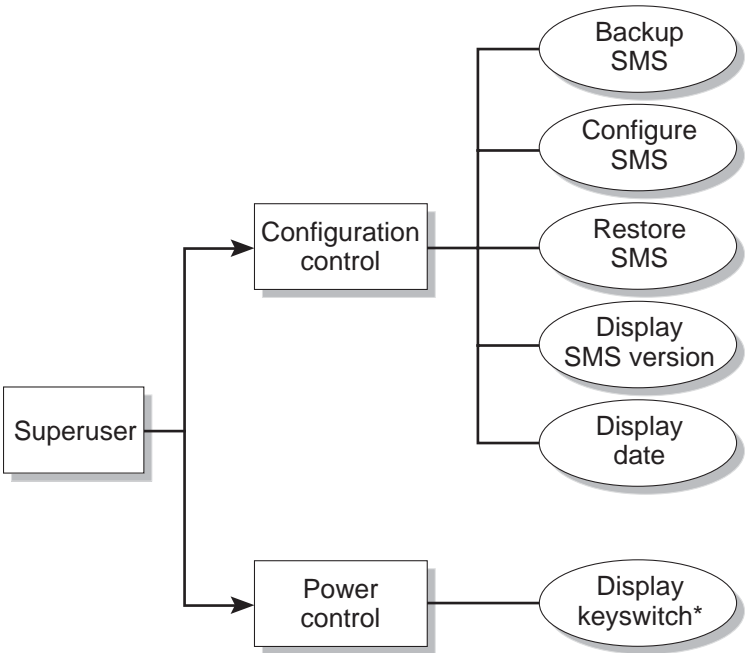 Backup
SMS
Configure
SMS
Configuration
control
Restore
SMS
Display
SMS version
Superuser
Display
date
Power
control
Display
keyswitch*